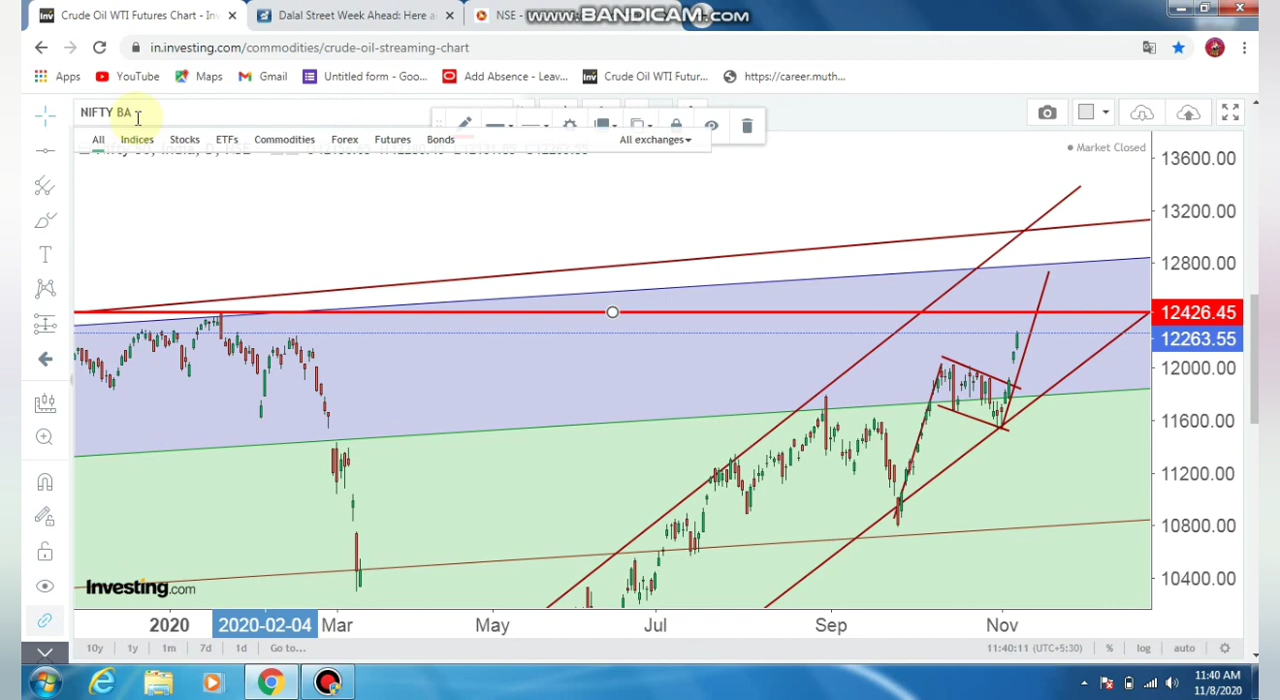 Crude Oil WTI Futures Chart - Inv
Dalal Street Week Ahead: Here a
NSE -
www.BANDICAM.com
in.investing.com/commodities/crude-oil-streaming-chart
Apps
YouTube
Maps
Gmail
Untitled form - Goo...
Add Absence - Leav...
Crude Oil WTI Futur...
https://career.muth...
NIFTY BA
All
Indices
Stocks
ETFs
Commodities
Forex
Futures
Bonds
All exchanges
Market Closed
13600.00
13200.00
12800.00
12426.45
12263.55
12000.00
11600.00
11200.00
10800.00
10400.00
Investing.com
2020
2020-02-04
Mar
May
Jul
Sep
Nov
10y
1y
1m
7d
1d
Go to...
11:40:11 (UTC+5:30)
%
log
auto
11:40 AM
11/8/2020